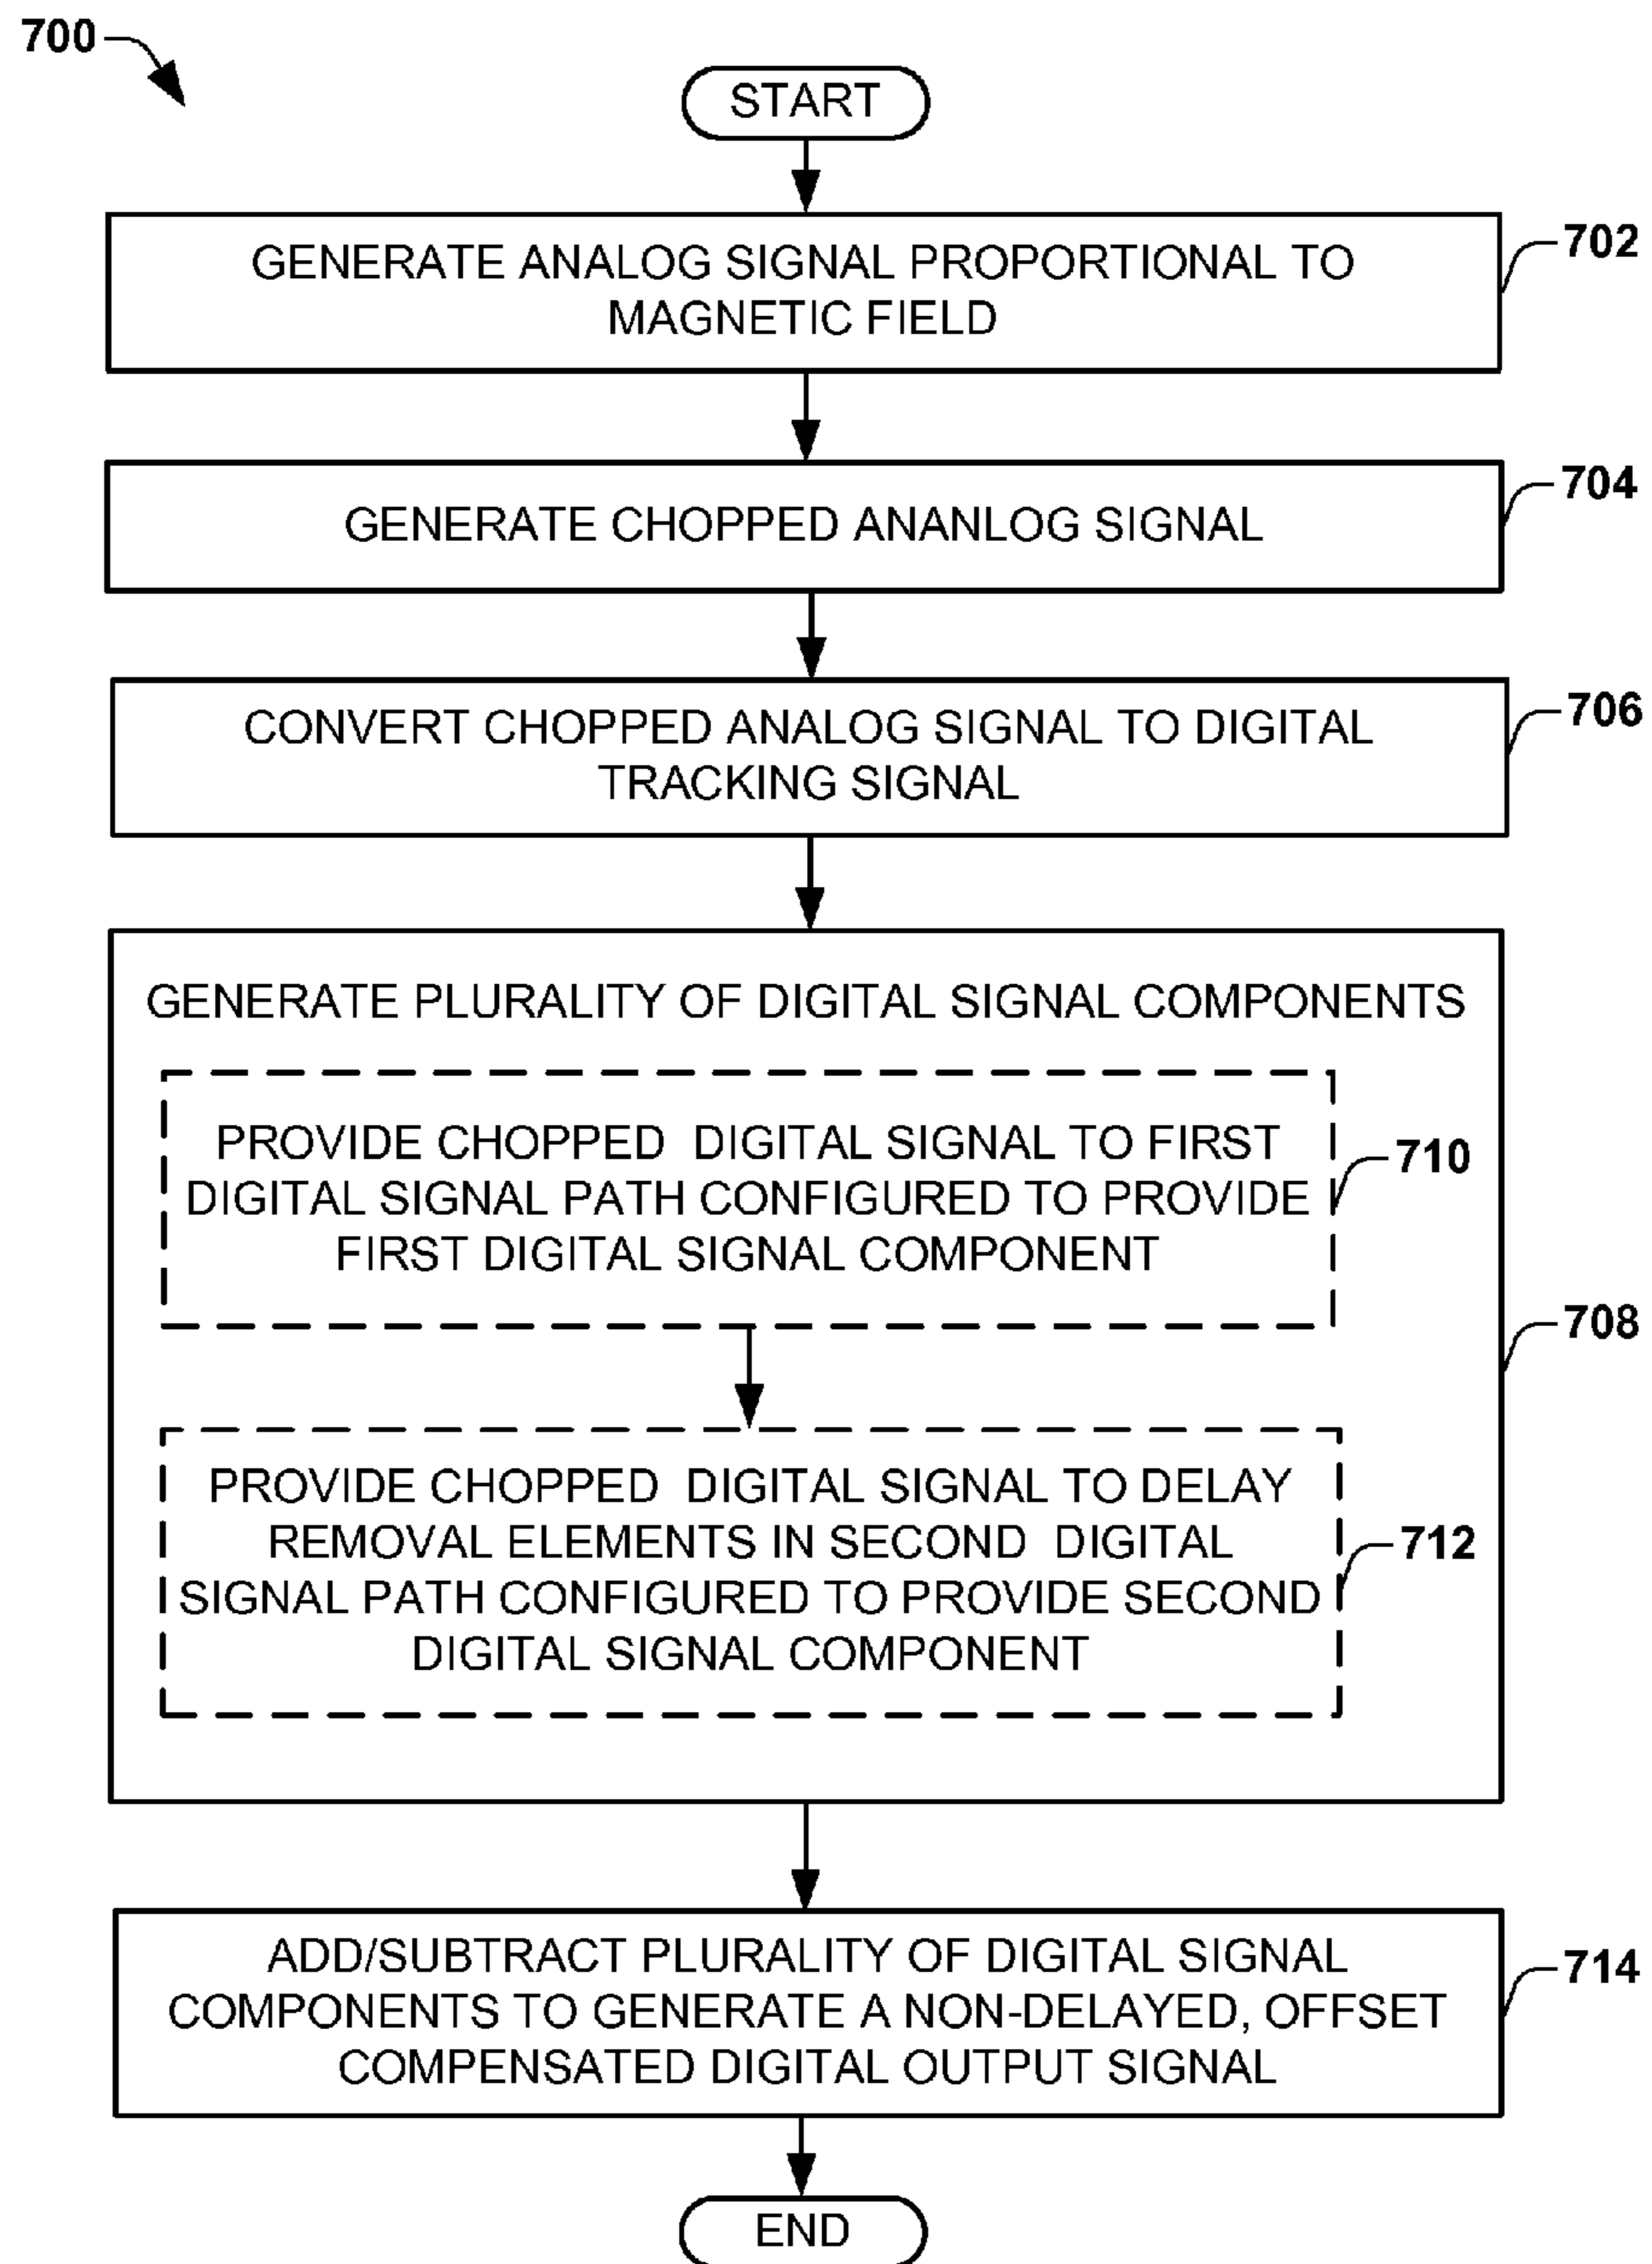 700
START
GENERATE ANALOG SIGNAL PROPORTIONAL TO
MAGNETIC FIELD
702
GENERATE CHOPPED ANANLOG SIGNAL
704
CONVERT CHOPPED ANALOG SIGNAL TO DIGITAL
TRACKING SIGNAL
706
GENERATE PLURALITY OF DIGITAL SIGNAL COMPONENTS
PROVIDE CHOPPED DIGITAL SIGNAL TO FIRST
DIGITAL SIGNAL PATH CONFIGURED TO PROVIDE
FIRST DIGITAL SIGNAL COMPONENT
710
708
PROVIDE CHOPPED DIGITAL SIGNAL TO DELAY
REMOVAL ELEMENTS IN SECOND DIGITAL
SIGNAL PATH CONFIGURED TO PROVIDE SECOND
DIGITAL SIGNAL COMPONENT
712
ADD/SUBTRACT PLURALITY OF DIGITAL SIGNAL
COMPONENTS TO GENERATE A NON-DELAYED, OFFSET
COMPENSATED DIGITAL OUTPUT SIGNAL
714
END